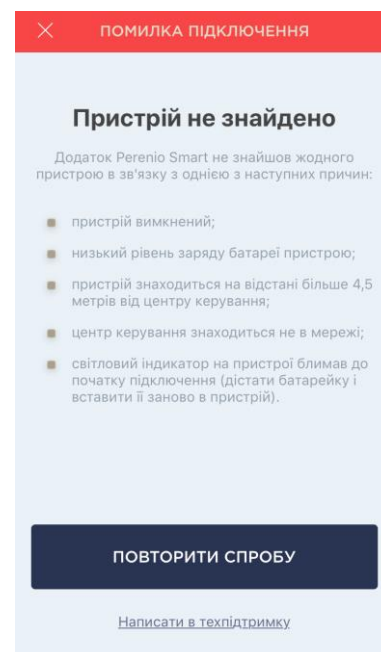 ПОМИЛКА ПІДКЛЮЧЕННЯ
Пристрій не знайдено
Додаток Perenio Smart не знайшов жодного
пристрою в зв'язку з однією з наступних причин:
пристрій вимкнений;
низький рівень заряду батареї пристрою;
пристрій знаходиться на відстані більше 4,5
метрів від центру керування;
центр керування знаходиться не в мережі;
світловий індикатор на пристрої блимав до
початку підключення (дістати батарейку і
вставити її заново в пристрій).
ПОВТОРИТИ СПРОБУ
Написати в техпідтримку